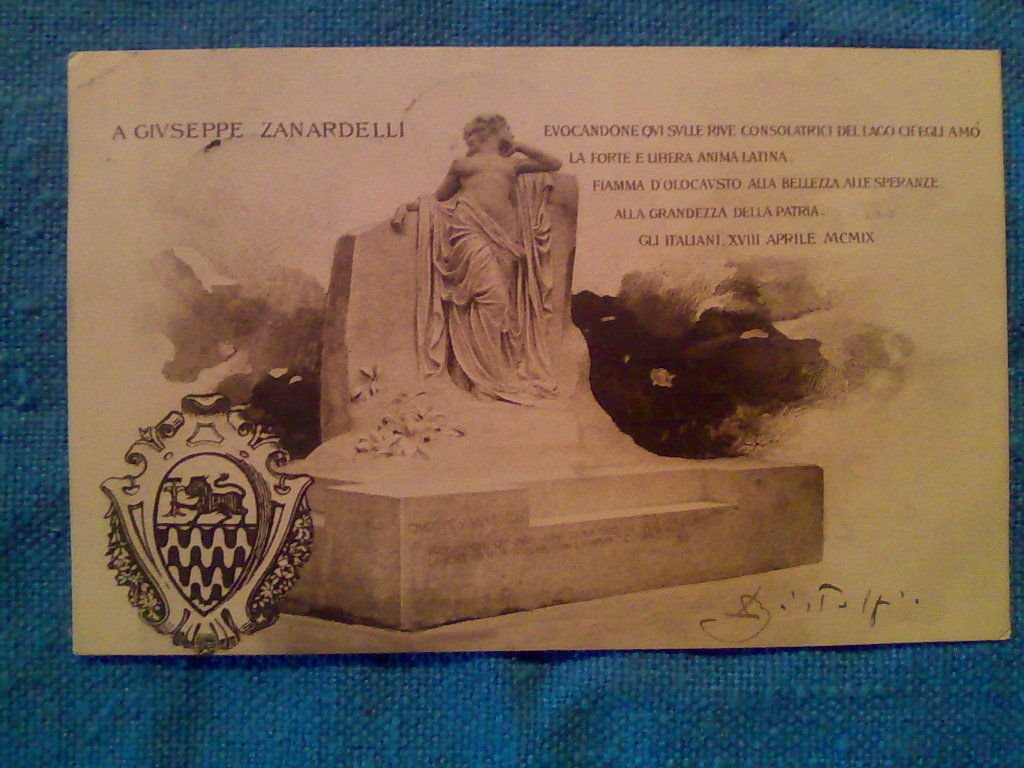 A GIVSEPPE ZANARDELLI
EVOCANDONE QVI SVLLE RIVE CONSOLATRICI DEL LAGO CH'EGLI AMÒ
LA FORTE E LIBERA ANIMA LATINA.
FIAMMA D'OLOCAVSTO ALLA BELLEZZA, ALLE SPERANZE
ALLA GRANDEZZA DELLA PATRIA.
GLI ITALIANI. XVIII APRILE MCMIX